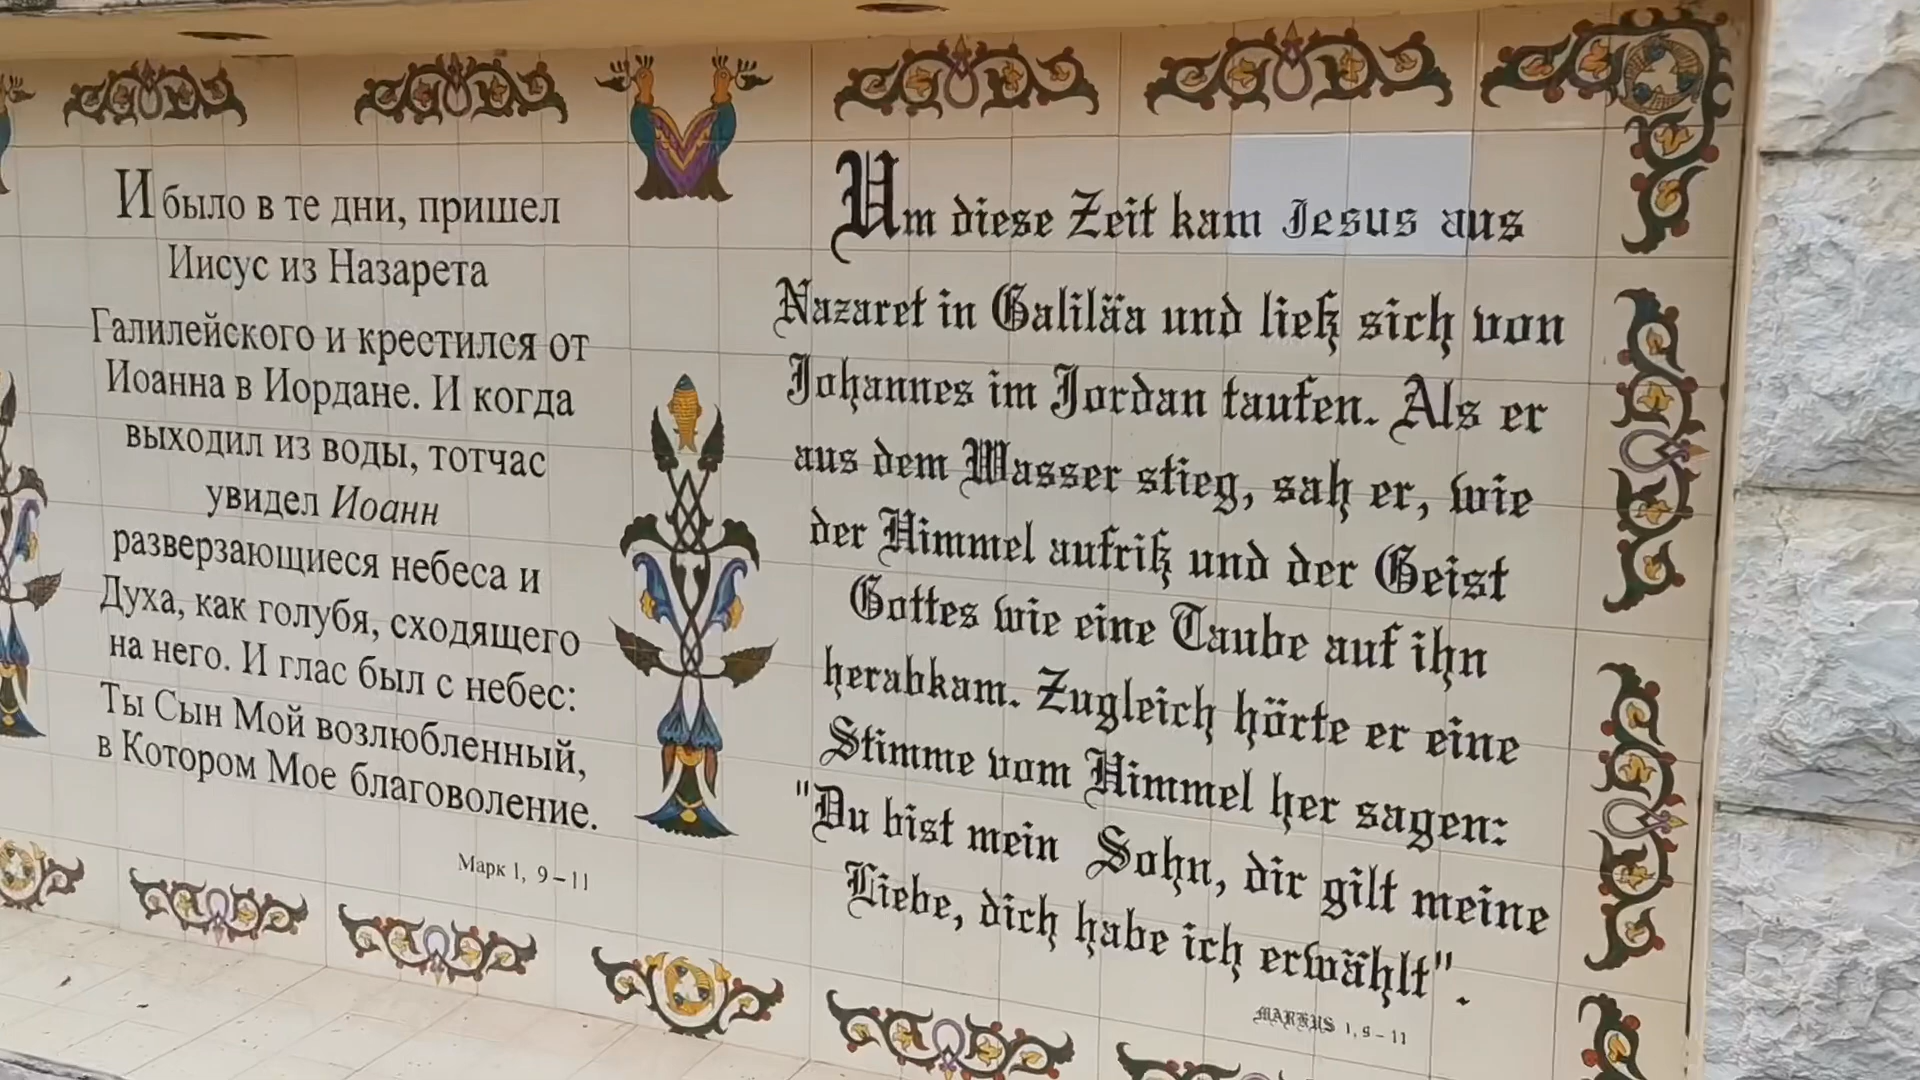 И было в те дни, пришел
Иисус из Назарета
Галилейского и крестился от
Иоанна в Иордане. И когда
выходил из воды, тотчас
увидел Иоанн
разверзающиеся небеса и
Духа, как голубя, сходящего
на него. И глас был с небес:
Ты Сын Мой возлюбленный,
в Котором Мое благоволение.
Марк 1, 9–11
Um diese Zeit kam Jesus aus
Nazaret in Galiläa und ließ sich von
Johannes im Jordan taufen. Als er
aus dem Wasser stieg, sah er, wie
der Himmel aufriß und der Geist
Gottes wie eine Taube auf ihn
herabkam. Zugleich hörte er eine
Stimme vom Himmel her sagen:
"Du bist mein Sohn, dir gilt meine
Liebe, dich habe ich erwählt".
MARKUS 1, 9–11